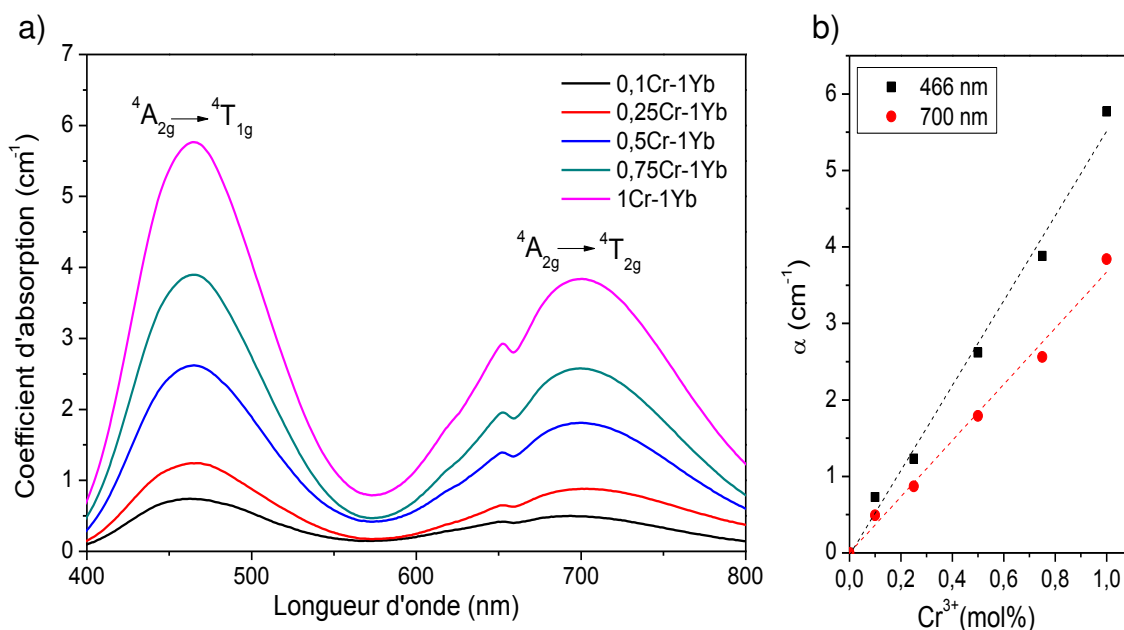 a)
7
6
5
4
3
2
1
0
Coefficient d'absorption (cm⁻¹)
⁴A₂g → ⁴T₁g
⁴A₂g → ⁴T₂g
0,1Cr-1Yb
0,25Cr-1Yb
0,5Cr-1Yb
0,75Cr-1Yb
1Cr-1Yb
400 500 600 700 800
Longueur d'onde (nm)
b)
466 nm
700 nm
6
5
4
3
2
1
0
α (cm⁻¹)
0,0 0,2 0,4 0,6 0,8 1,0
Cr³⁺(mol%)